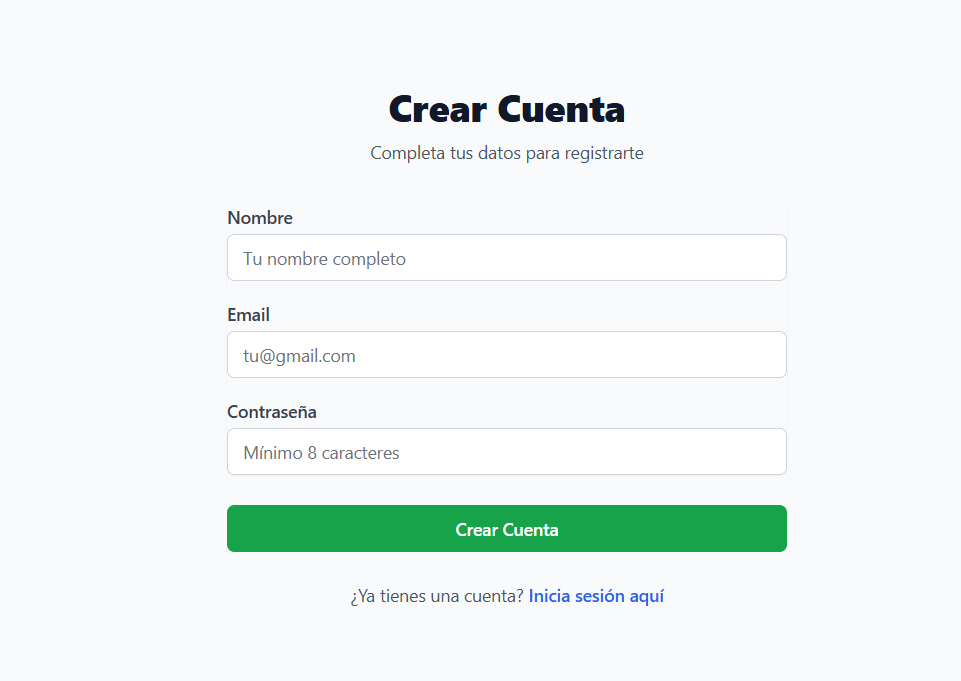 Crear Cuenta
Completa tus datos para registrarte
Nombre
Tu nombre completo
Email
tu@gmail.com
Contraseña
Mínimo 8 caracteres
Crear Cuenta
¿Ya tienes una cuenta? Inicia sesión aquí